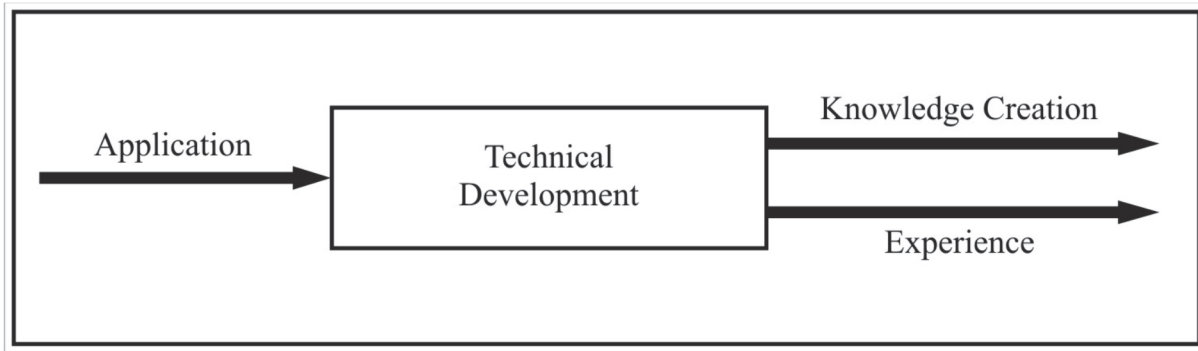 Application
Technical
Development
Knowledge Creation
Experience